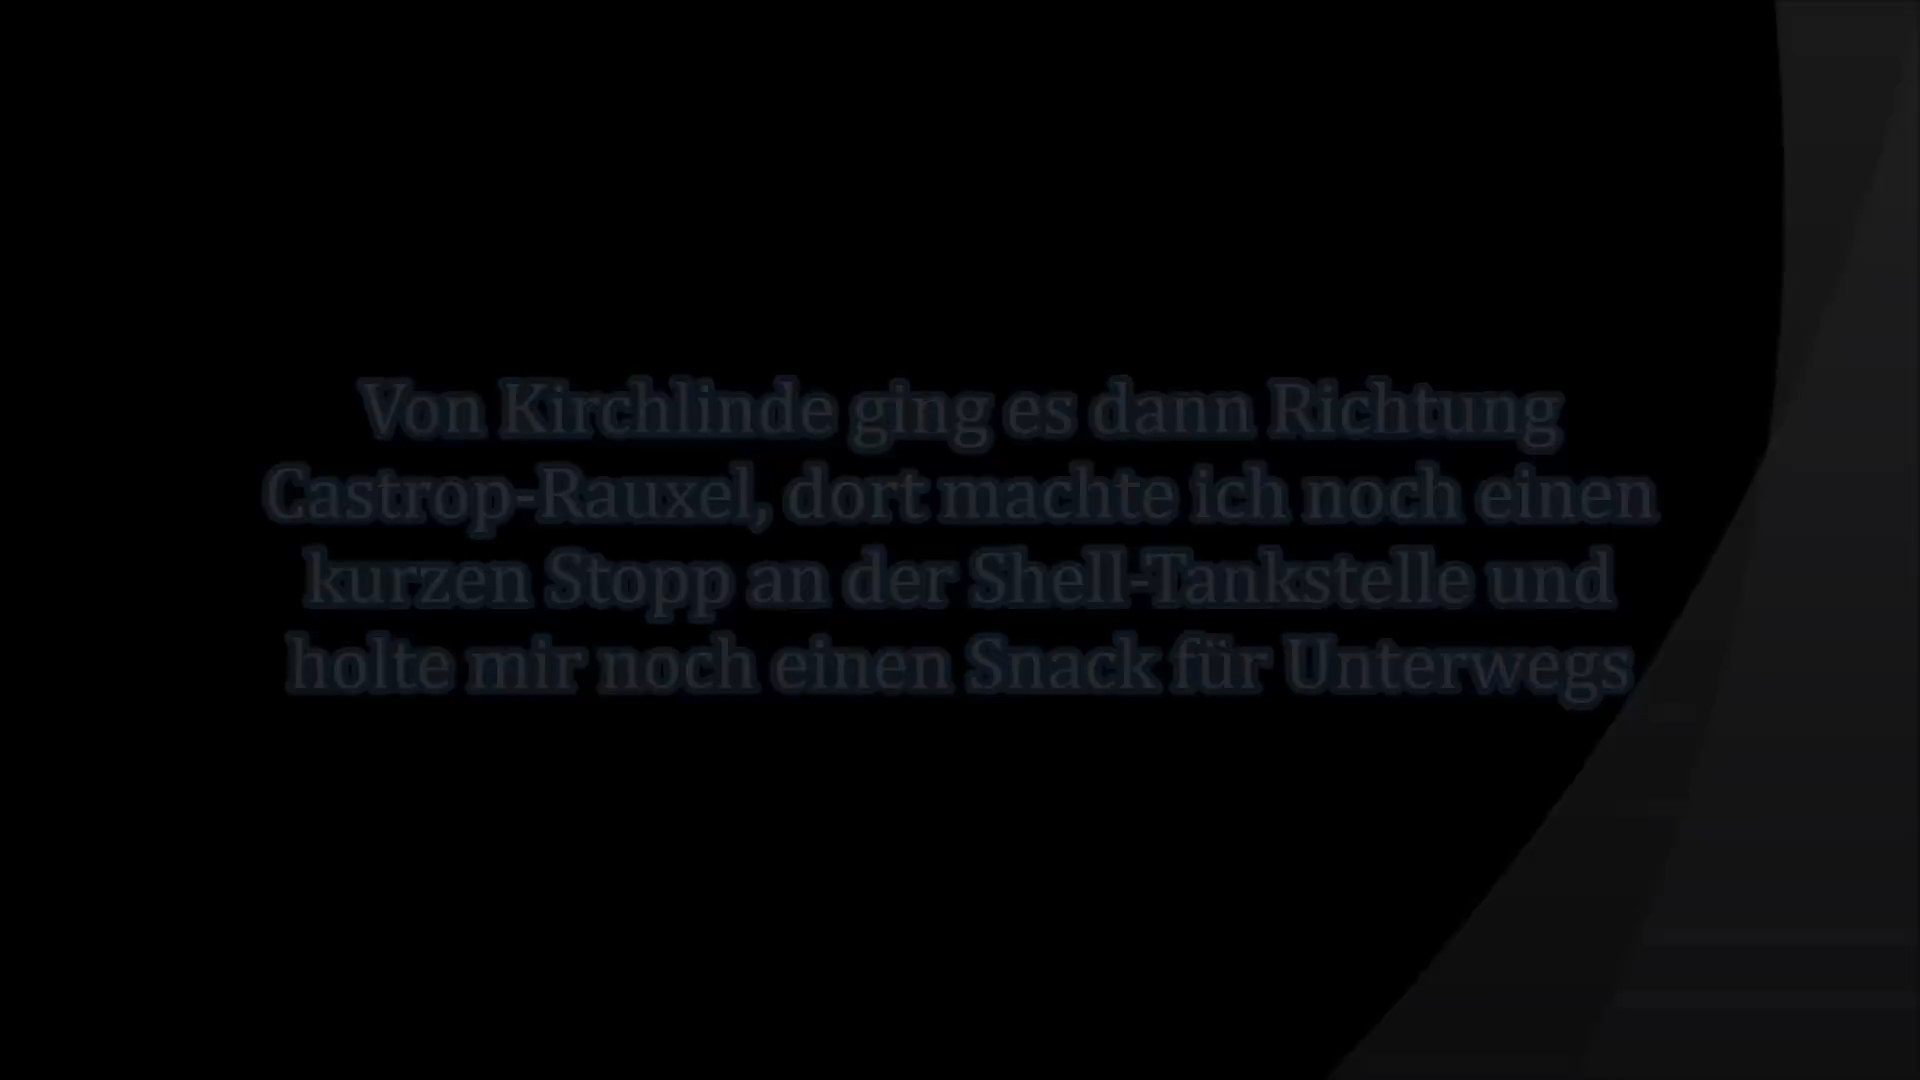 Von Kirchlinde ging es dann Richtung
Castrop-Rauxel, dort machte ich noch einen
kurzen Stopp an der Shell-Tankstelle und
holte mir noch einen Snack für Unterwegs